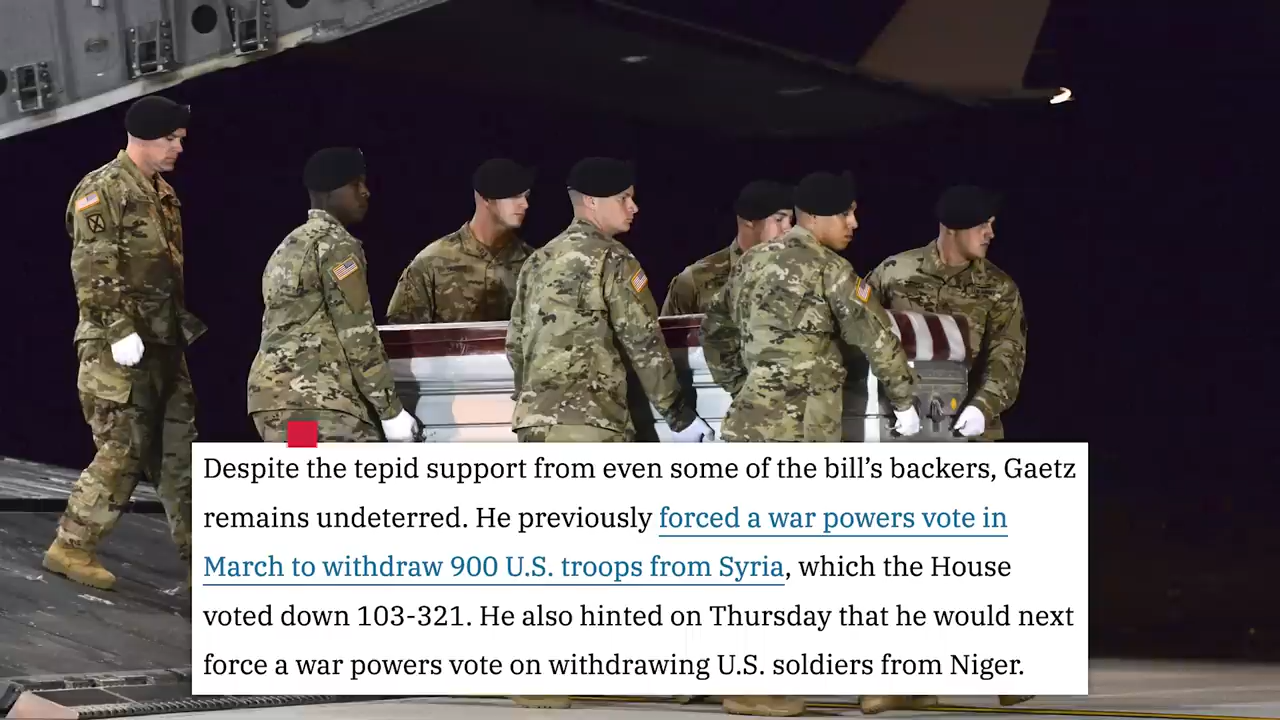 Despite the tepid support from even some of the bill’s backers, Gaetz
remains undeterred. He previously forced a war powers vote in
March to withdraw 900 U.S. troops from Syria, which the House
voted down 103-321. He also hinted on Thursday that he would next
force a war powers vote on withdrawing U.S. soldiers from Niger.